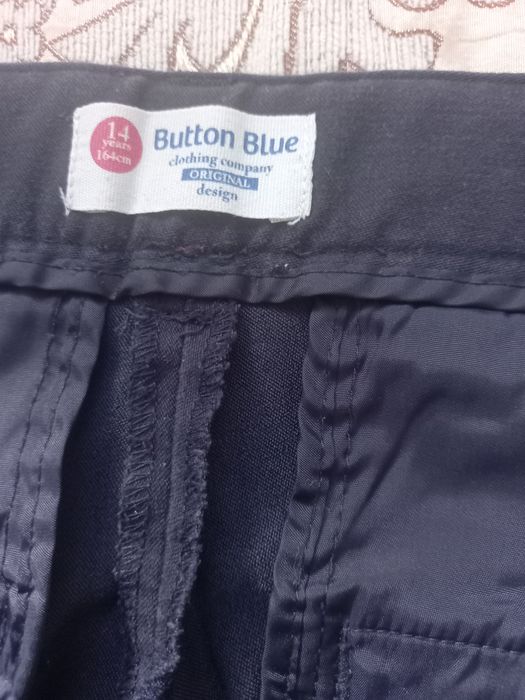 14
years
164cm
Button Blue
clothing company
ORIGINAL
design